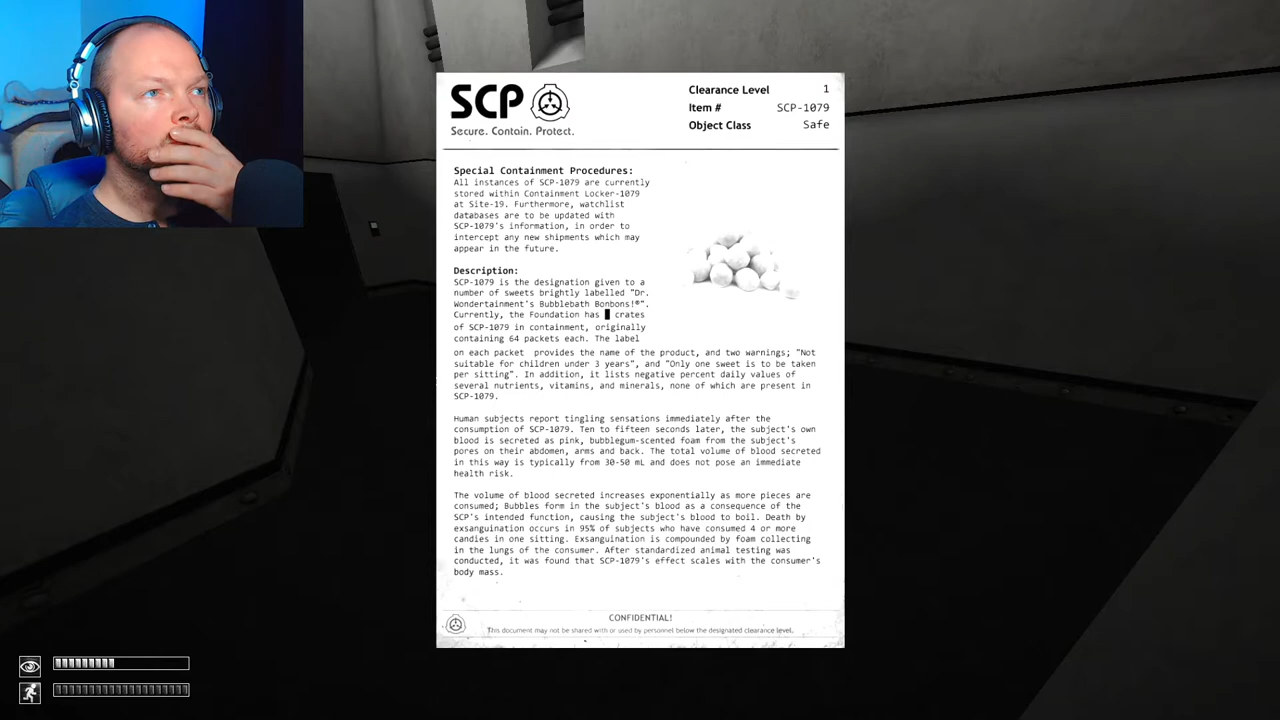 SCP
Secure. Contain. Protect.
Clearance Level 1
Item # SCP-1079
Object Class Safe
Special Containment Procedures:
All instances of SCP-1079 are currently
stored within Containment Locker-1079
at Site-19. Furthermore, watchlist
databases are to be updated with
SCP-1079's information, in order to
intercept any new shipments which may
appear in the future.
Description:
SCP-1079 is the designation given to a
number of sweets brightly labelled "Dr.
Wondertainment's Bubblebath Bonbons!®".
Currently, the Foundation has █ crates
of SCP-1079 in containment, originally
containing 64 packets each. The label
on each packet provides the name of the product, and two warnings; "Not
suitable for children under 3 years", and "Only one sweet is to be taken
per sitting". In addition, it lists negative percent daily values of
several nutrients, vitamins, and minerals, none of which are present in
SCP-1079.
Human subjects report tingling sensations immediately after the
consumption of SCP-1079. Ten to fifteen seconds later, the subject's own
blood is secreted as pink, bubblegum-scented foam from the subject's
pores on their abdomen, arms and back. The total volume of blood secreted
in this way is typically from 30-50 mL and does not pose an immediate
health risk.
The volume of blood secreted increases exponentially as more pieces are
consumed; Bubbles form in the subject's blood as a consequence of the
SCP's intended function, causing the subject's blood to boil. Death by
exsanguination occurs in 95% of subjects who have consumed 4 or more
candies in one sitting. Exsanguination is compounded by foam collecting
in the lungs of the consumer. After standardized animal testing was
conducted, it was found that SCP-1079's effect scales with the consumer's
body mass.
CONFIDENTIAL!
This document may not be shared with or used by personnel below the designated clearance level.